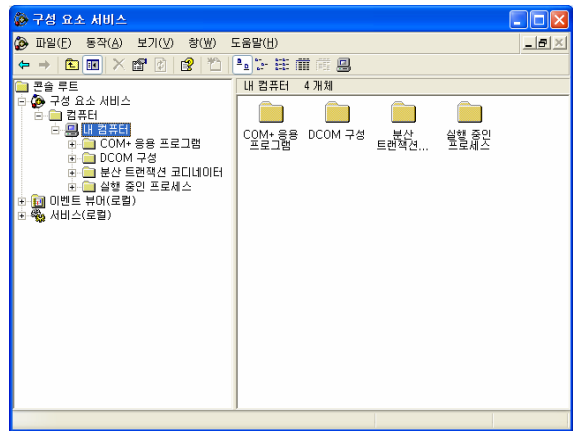 구성 요소 서비스
파일(F) 동작(A) 보기(V) 창(W) 도움말(H)
콘솔 루트
구성 요소 서비스
컴퓨터
내 컴퓨터
COM+ 응용 프로그램
DCOM 구성
분산 트랜잭션 코디네이터
실행 중인 프로세스
이벤트 뷰어(로컬)
서비스(로컬)
내 컴퓨터 4 개체
COM+ 응용 프로그램
DCOM 구성
분산 트랜잭션...
실행 중인 프로세스